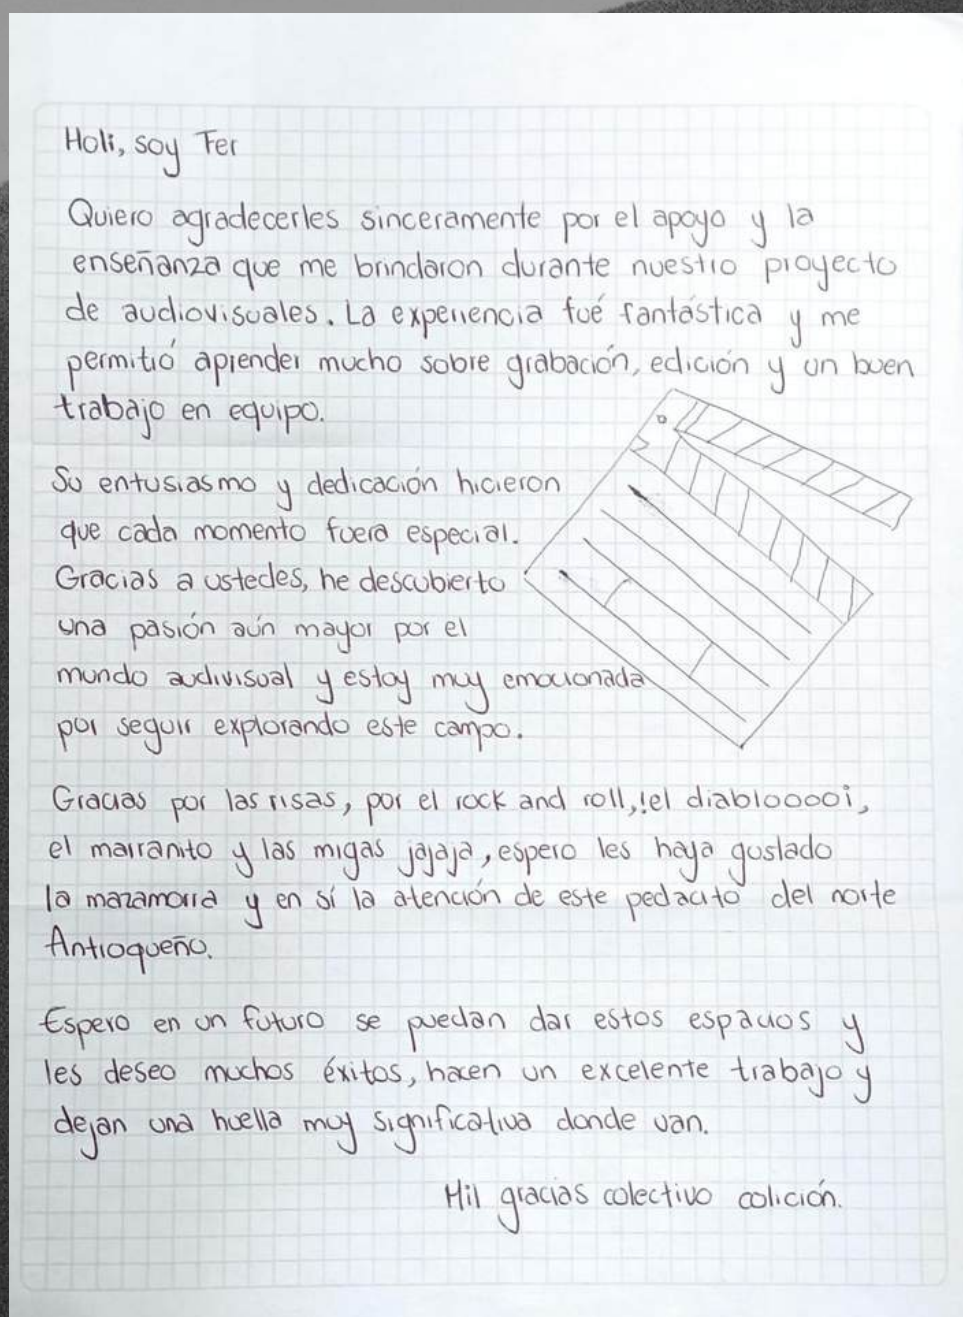 Holi, soy Fer
Quiero agradecerles sinceramente por el apoyo y la
enseñanza que me brindaron durante nuestro proyecto
de audiovisuales. La experiencia fué fantástica y me
permitió aprender mucho sobre grabación, edición y un buen
trabajo en equipo.
Su entusiasmo y dedicación hicieron
que cada momento fuera especial.
Gracias a ustedes, he descubierto
una pasión aún mayor por el
mundo audivisual y estoy muy emocionada
por seguir explorando este campo.
Gracias por las risas, por el rock and roll, ¡el diablooooi,
el marranito y las migas jajaja, espero les haya gustado
la mazamorra y en sí la atención de este pedacito del norte
Antioqueño.
Espero en un futuro se puedan dar estos espacios y
les deseo muchos éxitos, hacen un excelente trabajo y
dejan una huella muy significativa donde van.
Mil gracias colectivo colición.